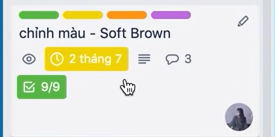 chỉnh màu - Soft Brown
2 tháng 7 3
9/9